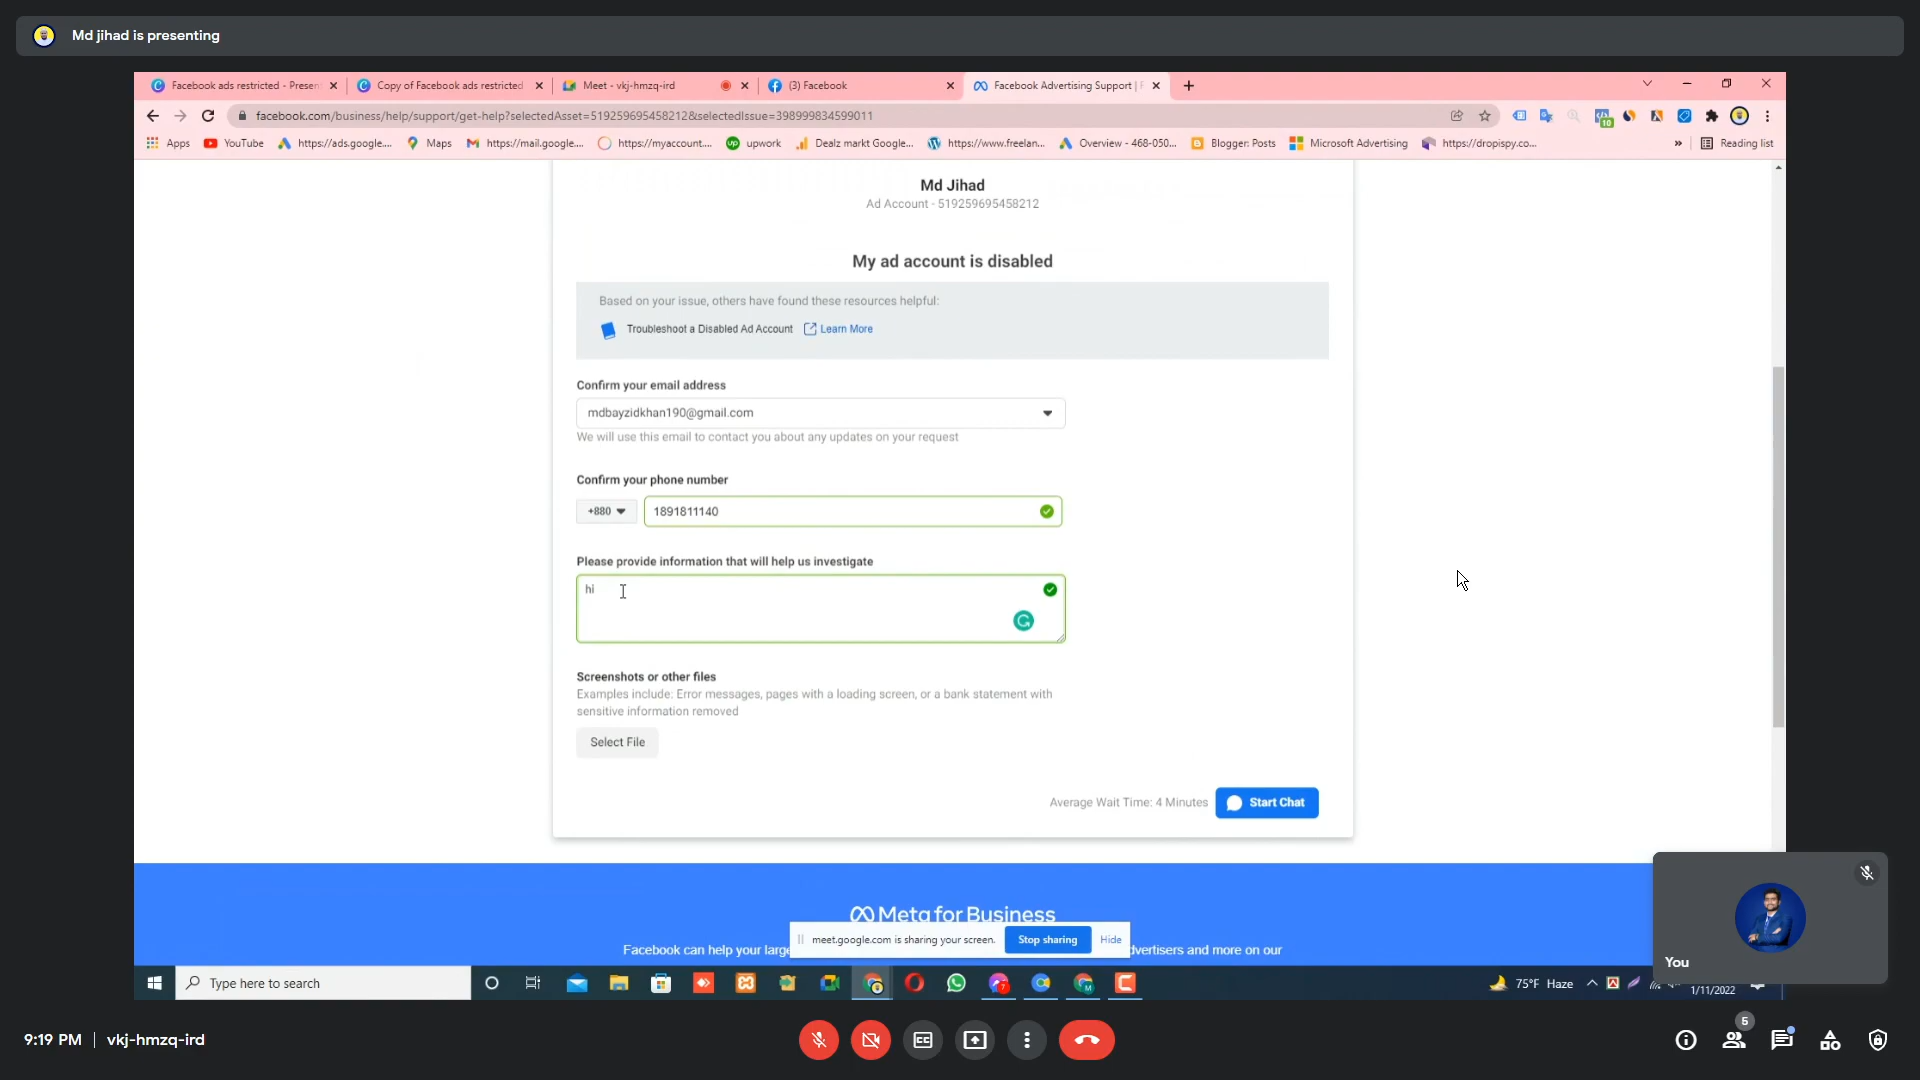 Md jihad is presenting
Facebook ads restricted - Presen
Copy of Facebook ads restricted
Meet - vkj-hmzq-rid
(3) Facebook
Facebook Advertising Support |
facebook.com/business/help/support/get-help?selectedAsset=519259695458212&selectedIssue=398999834599011
Apps
YouTube
https://ads.google....
Maps
https://mail.google....
https://myaccount....
upwork
Dealz markt Google...
https://www.freelan...
Overview - 468-050...
Blogger: Posts
Microsoft Advertising
https://dropispy.co...
»
Reading list
Md Jihad
Ad Account - 519259695458212
My ad account is disabled
Based on your issue, others have found these resources helpful:
Troubleshoot a Disabled Ad Account Learn More
Confirm your email address
mdbayzidkhan190@gmail.com
We will use this email to contact you about any updates on your request
Confirm your phone number
+880 1891811140
Please provide information that will help us investigate
hi
Screenshots or other files
Examples include: Error messages, pages with a loading screen, or a bank statement with
sensitive information removed
Select File
Average Wait Time: 4 Minutes Start Chat
Meta for Business
meet.google.com is sharing your screen. Stop sharing Hide
Facebook can help your large dvertisers and more on our
You
Type here to search
75°F Haze
1/11/2022
9:19 PM | vkj-hmzq-ird
5